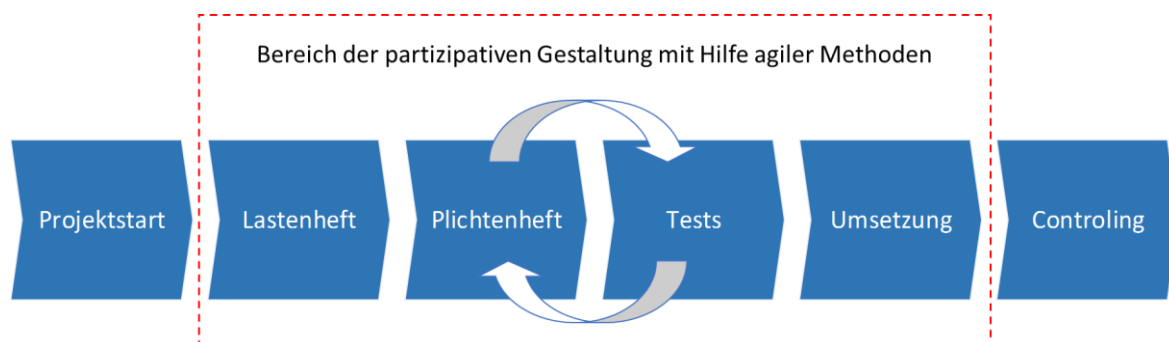 Bereich der partizipativen Gestaltung mit Hilfe agiler Methoden
Projektstart
Lastenheft
Plichtenheft
Tests
Umsetzung
Controling